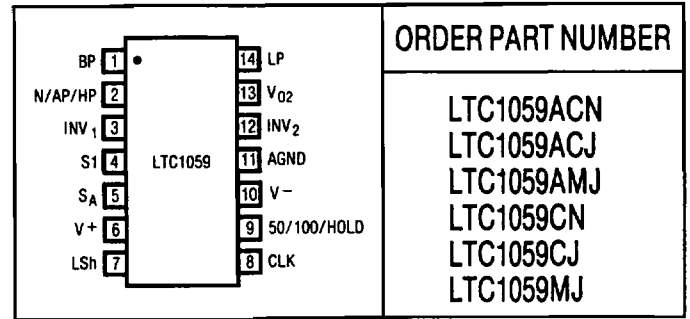 BP 1 14 LP
N/AP/HP 2 13 V02
INV1 3 12 INV2
S1 4 LTC1059 11 AGND
SA 5 10 V−
V+ 6 9 50/100/HOLD
LSh 7 8 CLK
ORDER PART NUMBER
LTC1059ACN
LTC1059ACJ
LTC1059AMJ
LTC1059CN
LTC1059CJ
LTC1059MJ